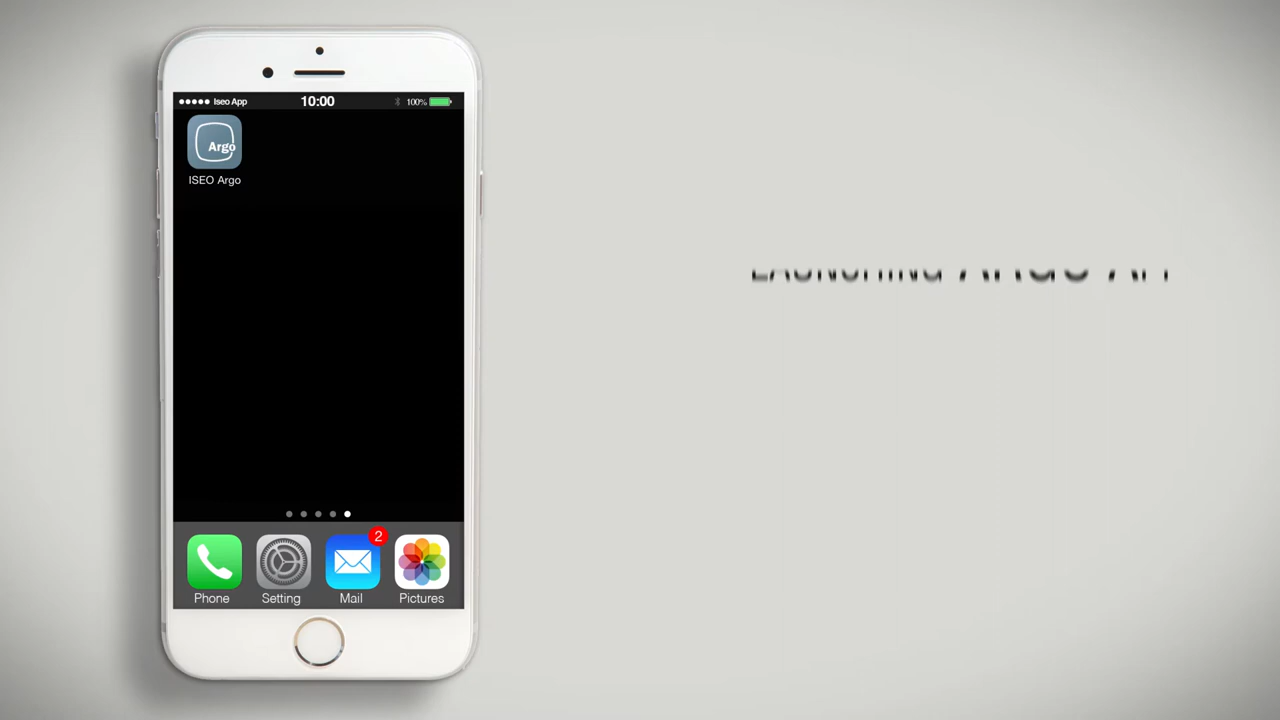 Iseo App 10:00 100%
Argo
ISEO Argo
2
Phone Setting Mail Pictures